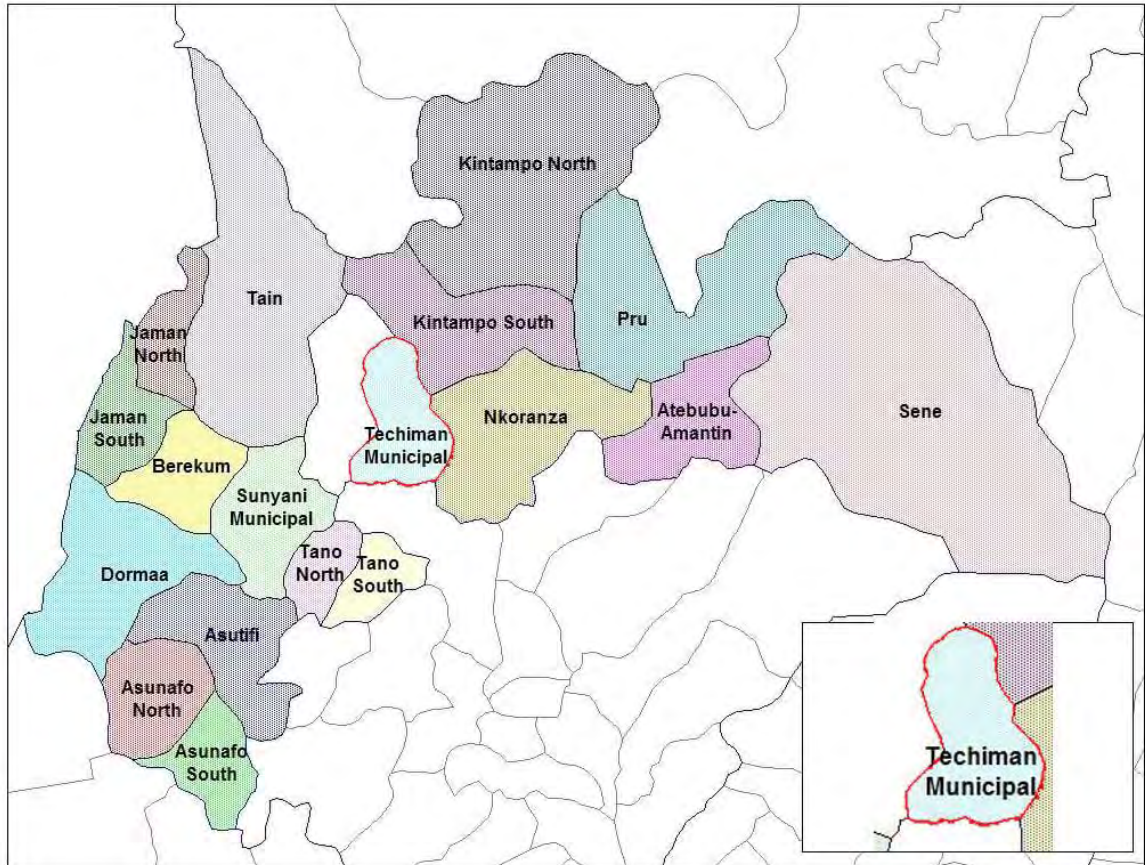 Kintampo North
Tain
Kintampo South
Pru
Jaman
North
Jaman
South
Nkoranza
Atebubu-
Amantin
Sene
Techiman
Municipal
Berekum
Sunyani
Municipal
Tano
North
Tano
South
Dormaa
Asutifi
Asunafo
North
Asunafo
South
Techiman
Municipal